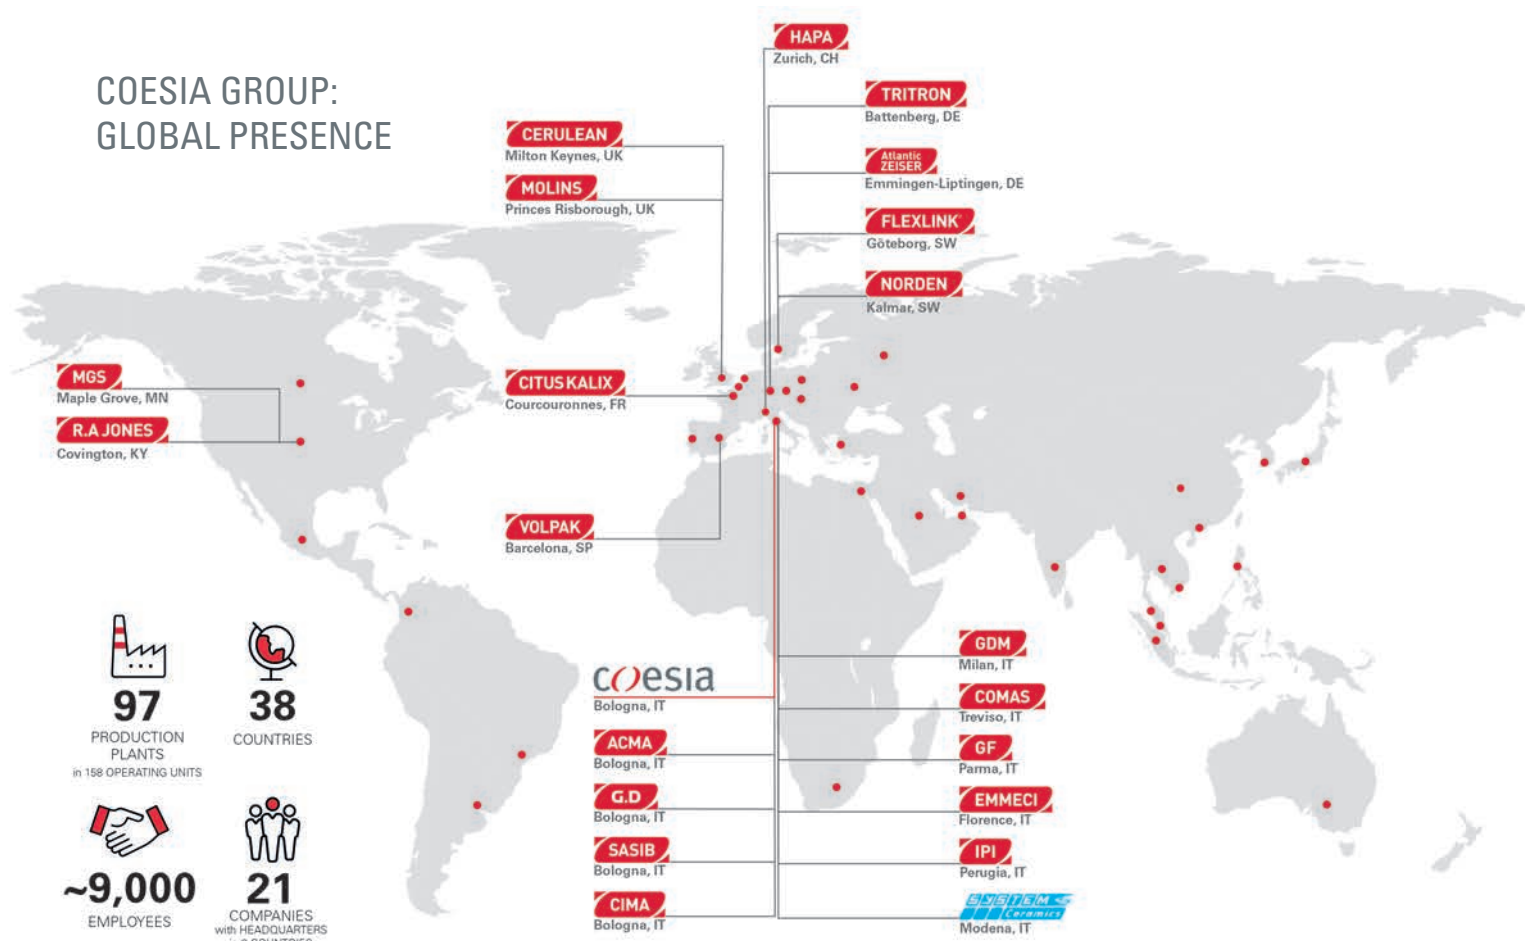 COESIA GROUP:
GLOBAL PRESENCE
HAPA
Zurich, CH
TRITRON
Battenberg, DE
CERULEAN
Milton Keynes, UK
Atlantic
ZEISER
Emmingen-Liptingen, DE
MOLINS
Princes Risborough, UK
FLEXLINK
Göteborg, SW
NORDEN
Kalmar, SW
MGS
Maple Grove, MN
CITUS KALIX
Courcouronnes, FR
R.A JONES
Covington, KY
VOLPAK
Barcelona, SP
coesia
Bologna, IT
ACMA
Bologna, IT
G.D
Bologna, IT
SASIB
Bologna, IT
CIMA
Bologna, IT
GDM
Milan, IT
COMAS
Treviso, IT
GF
Parma, IT
EMMECI
Florence, IT
IPI
Perugia, IT
SYSTEM
Ceramics
Modena, IT
97
PRODUCTION
PLANTS
in 158 OPERATING UNITS
38
COUNTRIES
~9,000
EMPLOYEES
21
COMPANIES
with HEADQUARTERS